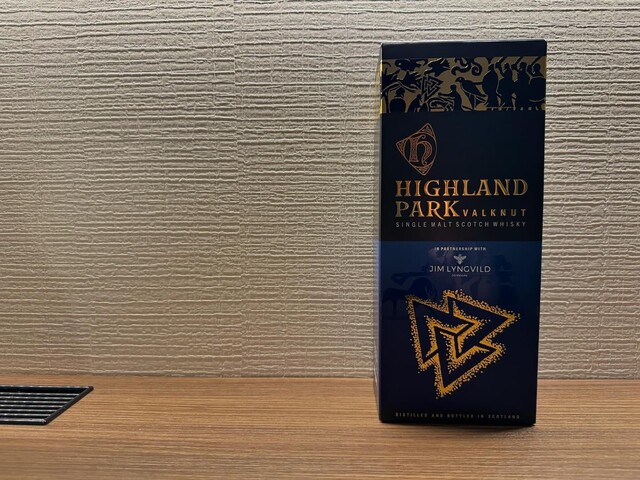 HIGHLAND
PARK VALKNUT
SINGLE MALT SCOTCH WHISKY
IN PARTNERSHIP WITH
JIM LYNGVILD
DISTILLED AND BOTTLED IN SCOTLAND